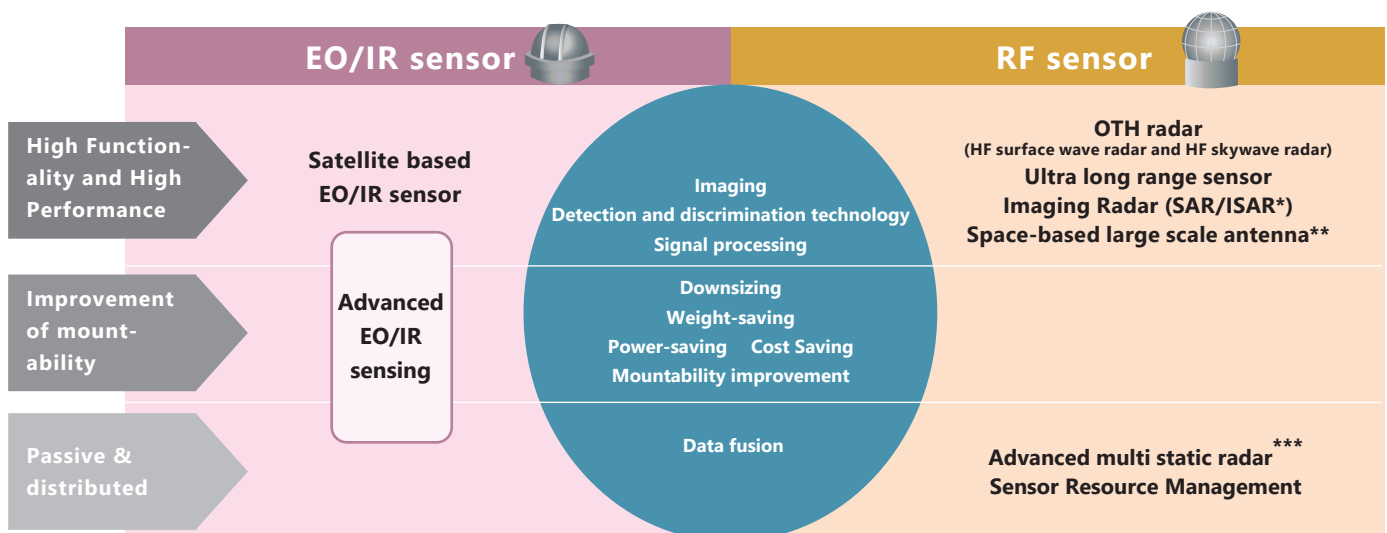 EO/IR sensor
RF sensor
High Function-
ality and High
Performance
Satellite based
EO/IR sensor
Imaging
Detection and discrimination technology
Signal processing
OTH radar
(HF surface wave radar and HF skywave radar)
Ultra long range sensor
Imaging Radar (SAR/ISAR*)
Space-based large scale antenna**
Improvement
of mount-
ability
Advanced
EO/IR
sensing
Downsizing
Weight-saving
Power-saving Cost Saving
Mountability improvement
Passive &
distributed
Data fusion
Advanced multi static radar***
Sensor Resource Management